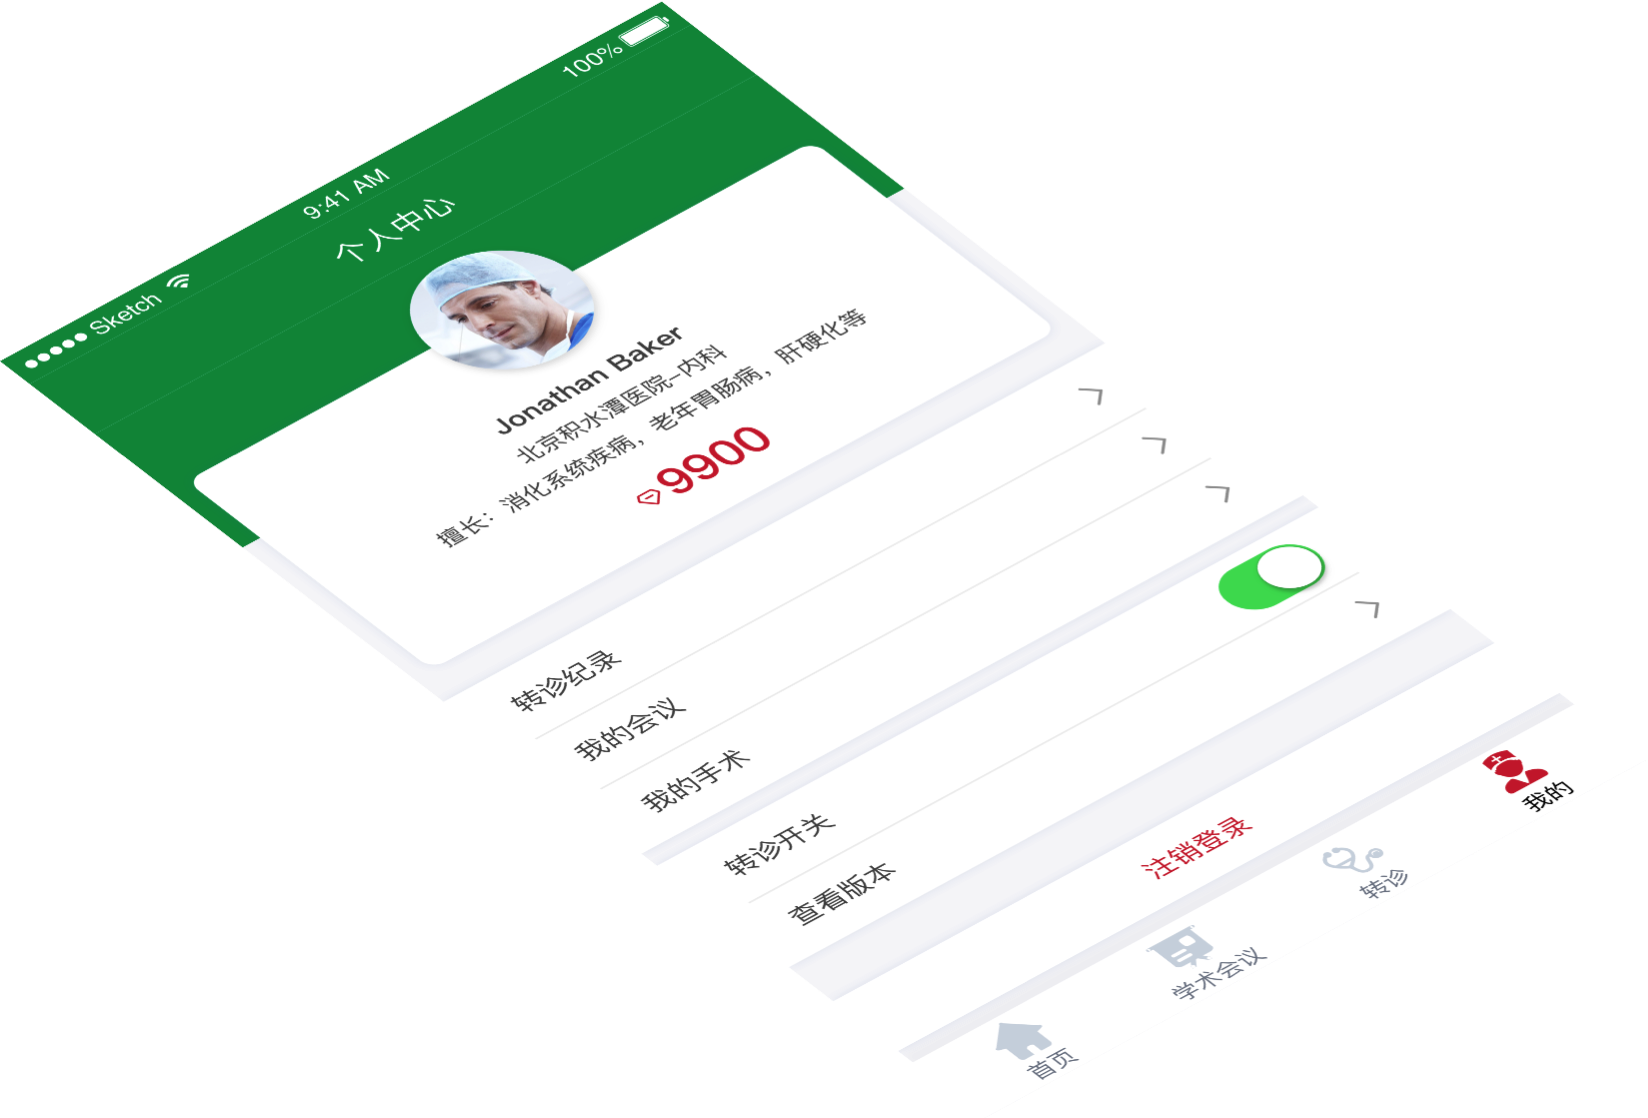 Sketch 9:41 AM 100%
个人中心
Jonathan Baker
北京积水潭医院-内科
擅长：消化系统疾病，老年胃肠病，肝硬化等
9900
转诊纪录
我的会议
我的手术
转诊开关
查看版本
注销登录
首页
学术会议
转诊
我的